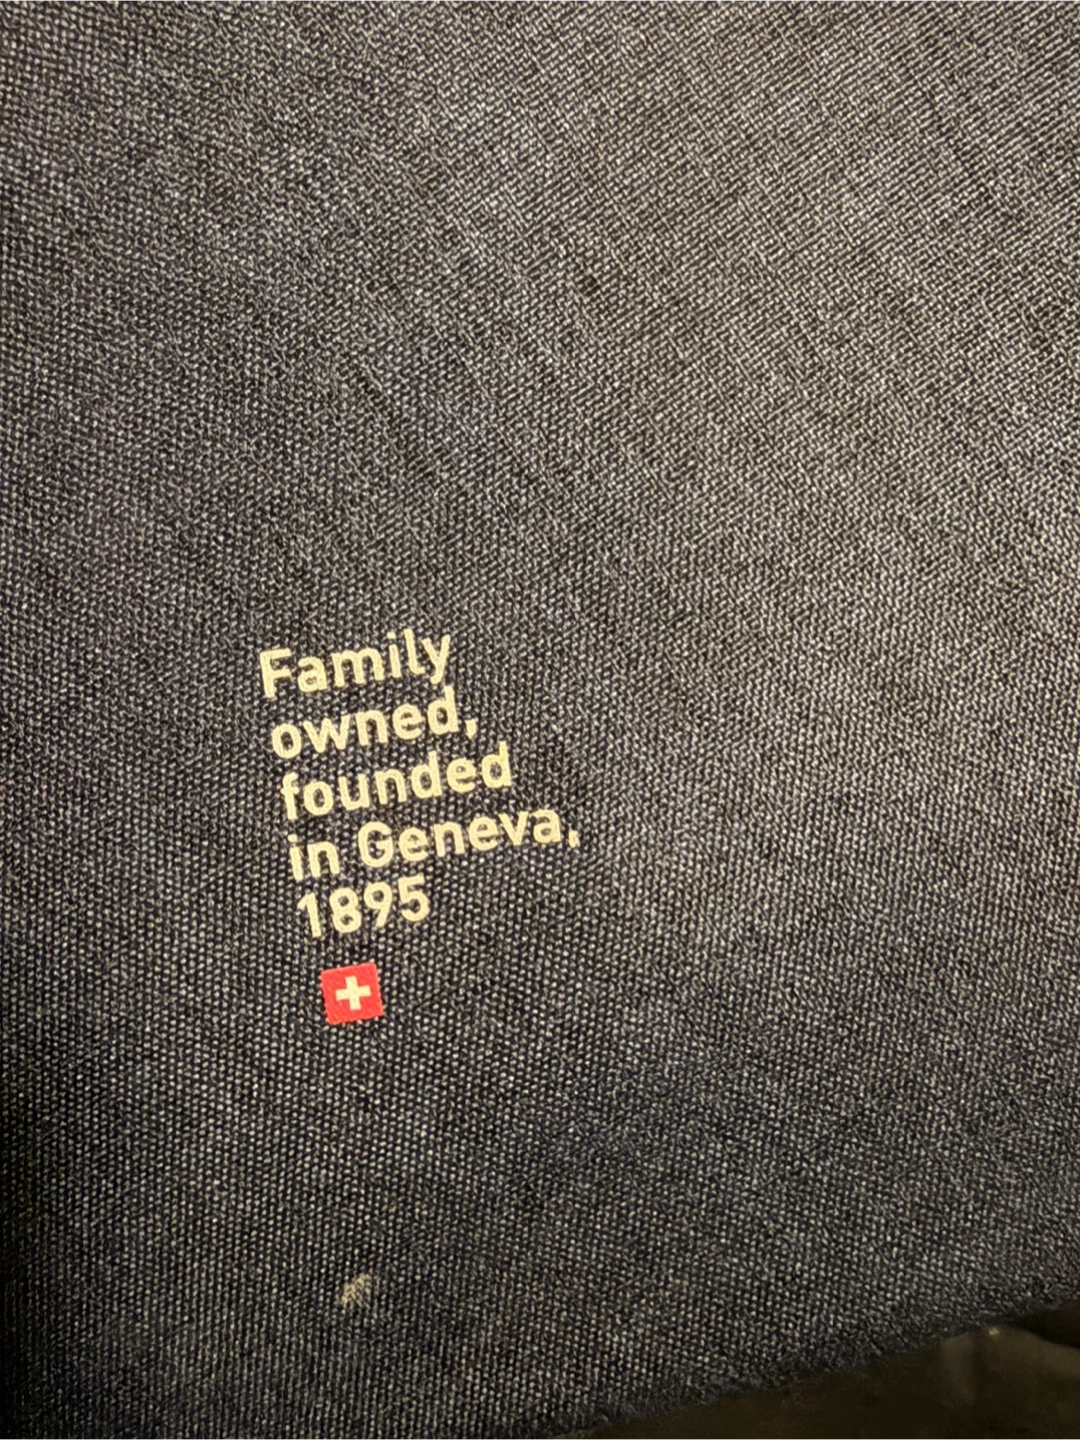 Family
owned,
founded
in Geneva,
1895